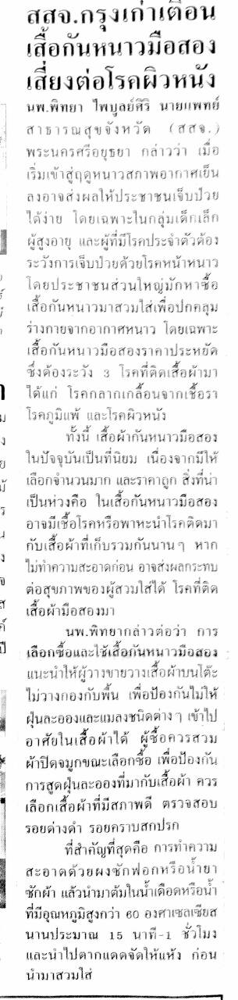 สสจ.กรุงเก่าเตือน
เสื้อกันหนาวมือสอง
เสี่ยงต่อโรคผิวหนัง
นพ.พิทยา ไพบูลย์ศิริ นายแพทย์
สาธารณสุขจังหวัด (สสจ.)
พระนครศรีอยุธยา กล่าวว่า เมื่อ
เริ่มเข้าสู่ฤดูหนาวสภาพอากาศเย็น
ลงอาจส่งผลให้ประชาชนเจ็บป่วย
ได้ง่าย โดยเฉพาะในกลุ่มเด็กเล็ก
ผู้สูงอายุ และผู้ที่มีโรคประจำตัวต้อง
ระวังการเจ็บป่วยด้วยโรคหน้าหนาว
โดยประชาชนส่วนใหญ่มักหาซื้อ
เสื้อกันหนาวมาสวมใส่เพื่อปกคลุม
ร่างกายจากอากาศหนาว โดยเฉพาะ
เสื้อกันหนาวมือสองราคาประหยัด
ซึ่งต้องระวัง 3 โรคที่ติดเสื้อผ้ามา
ได้แก่ โรคกลากเกลื้อนจากเชื้อรา
โรคภูมิแพ้ และโรคผิวหนัง
ทั้งนี้ เสื้อผ้ากันหนาวมือสอง
ในปัจจุบันเป็นที่นิยม เนื่องจากมีให้
เลือกจำนวนมาก และราคาถูก สิ่งที่น่า
เป็นห่วงคือ ในเสื้อกันหนาวมือสอง
อาจมีเชื้อโรคหรือพาหะนำโรคติดมา
กับเสื้อผ้าที่เก็บรวมกันนานๆ หาก
ไม่ทำความสะอาดก่อน อาจส่งผลกระทบ
ต่อสุขภาพของผู้สวมใส่ได้ โรคที่ติด
เสื้อผ้ามือสองมา
นพ.พิทยากล่าวต่อว่า การ
เลือกซื้อและใช้เสื้อกันหนาวมือสอง
แนะนำให้ผู้วางขายวางเสื้อผ้าบนโต๊ะ
ไม่วางกองกับพื้น เพื่อป้องกันไม่ให้
ฝุ่นละอองและแมลงชนิดต่างๆ เข้าไป
อาศัยในเสื้อผ้าได้ ผู้ซื้อควรสวม
ผ้าปิดจมูกขณะเลือกซื้อ เพื่อป้องกัน
การสูดฝุ่นละอองที่มากับเสื้อผ้า ควร
เลือกเสื้อผ้าที่มีสภาพดี ตรวจสอบ
รอยด่างดำ รอยคราบสกปรก
ที่สำคัญที่สุดคือ การทำความ
สะอาดด้วยผงซักฟอกหรือน้ำยา
ซักผ้า แล้วนำมาต้มในน้ำเดือดหรือน้ำ
ที่มีอุณหภูมิสูงกว่า 60 องศาเซลเซียส
นานประมาณ 15 นาที-1 ชั่วโมง
และนำไปตากแดดจัดให้แห้ง ก่อน
นำมาสวมใส่